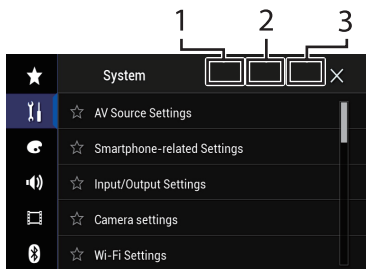 1 2 3
System
AV Source Settings
Smartphone-related Settings
Input/Output Settings
Camera settings
Wi-Fi Settings